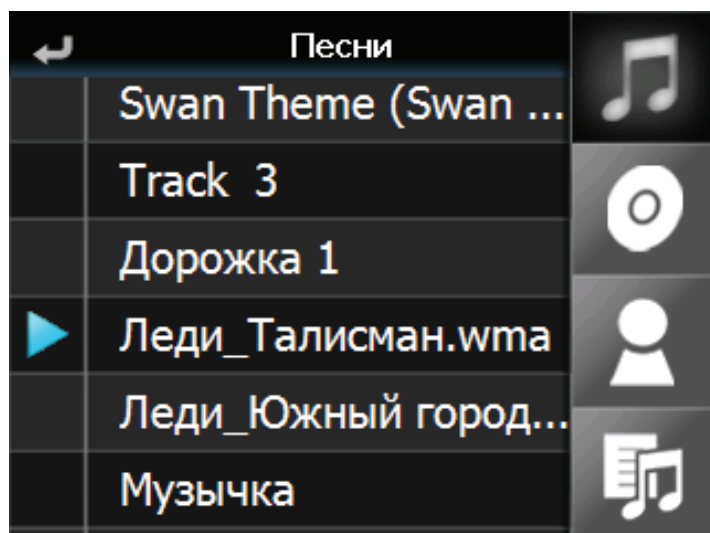 Песни
Swan Theme (Swan ...
Track 3
Дорожка 1
Леди_Талисман.wma
Леди_Южный город...
Музычка